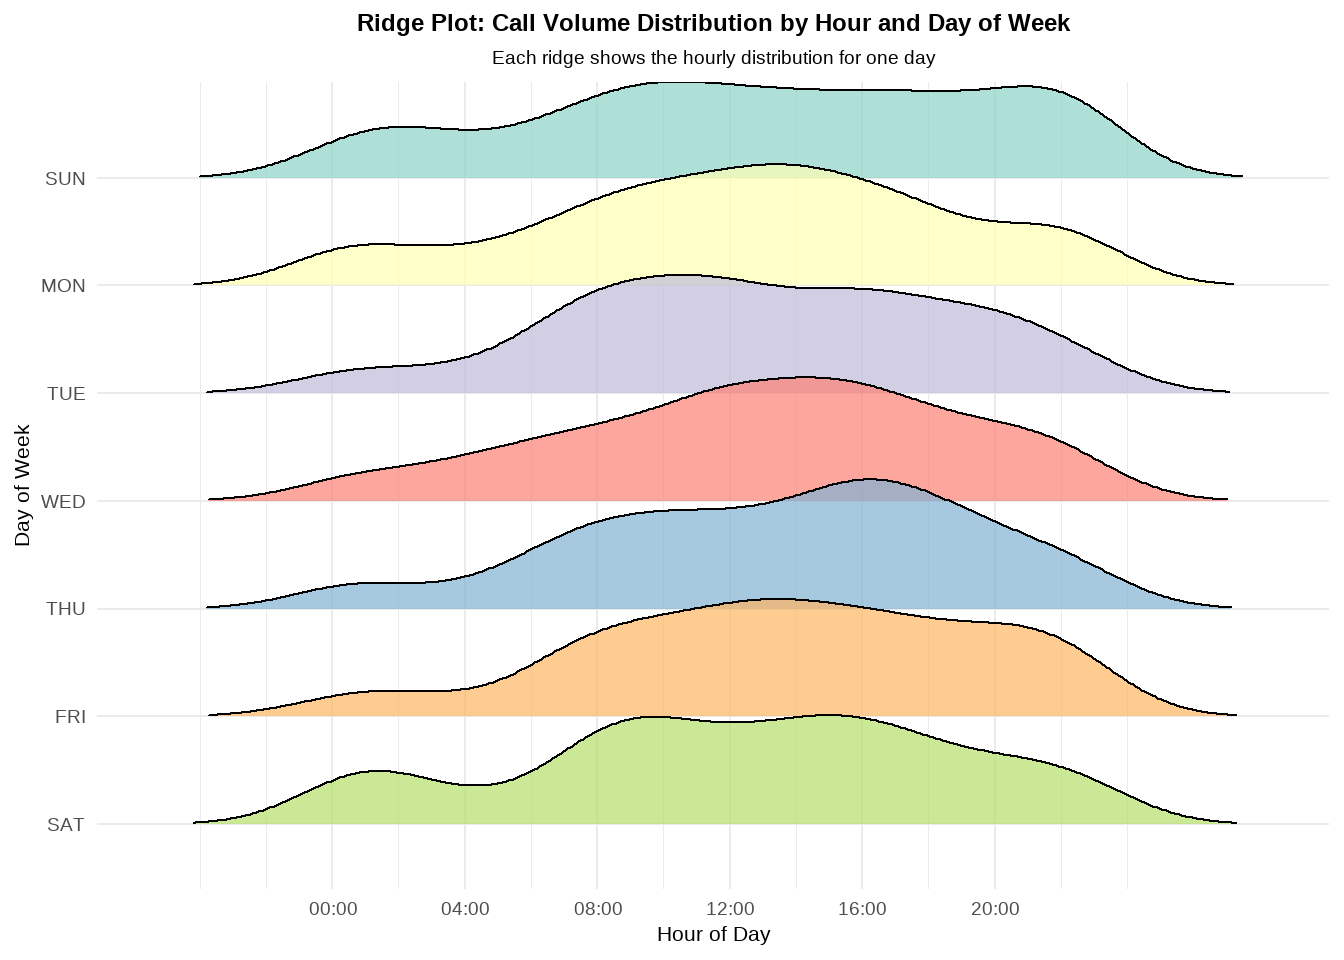 Ridge Plot: Call Volume Distribution by Hour and Day of Week
Each ridge shows the hourly distribution for one day
Day of Week
SUN
MON
TUE
WED
THU
FRI
SAT
00:00 04:00 08:00 12:00 16:00 20:00
Hour of Day